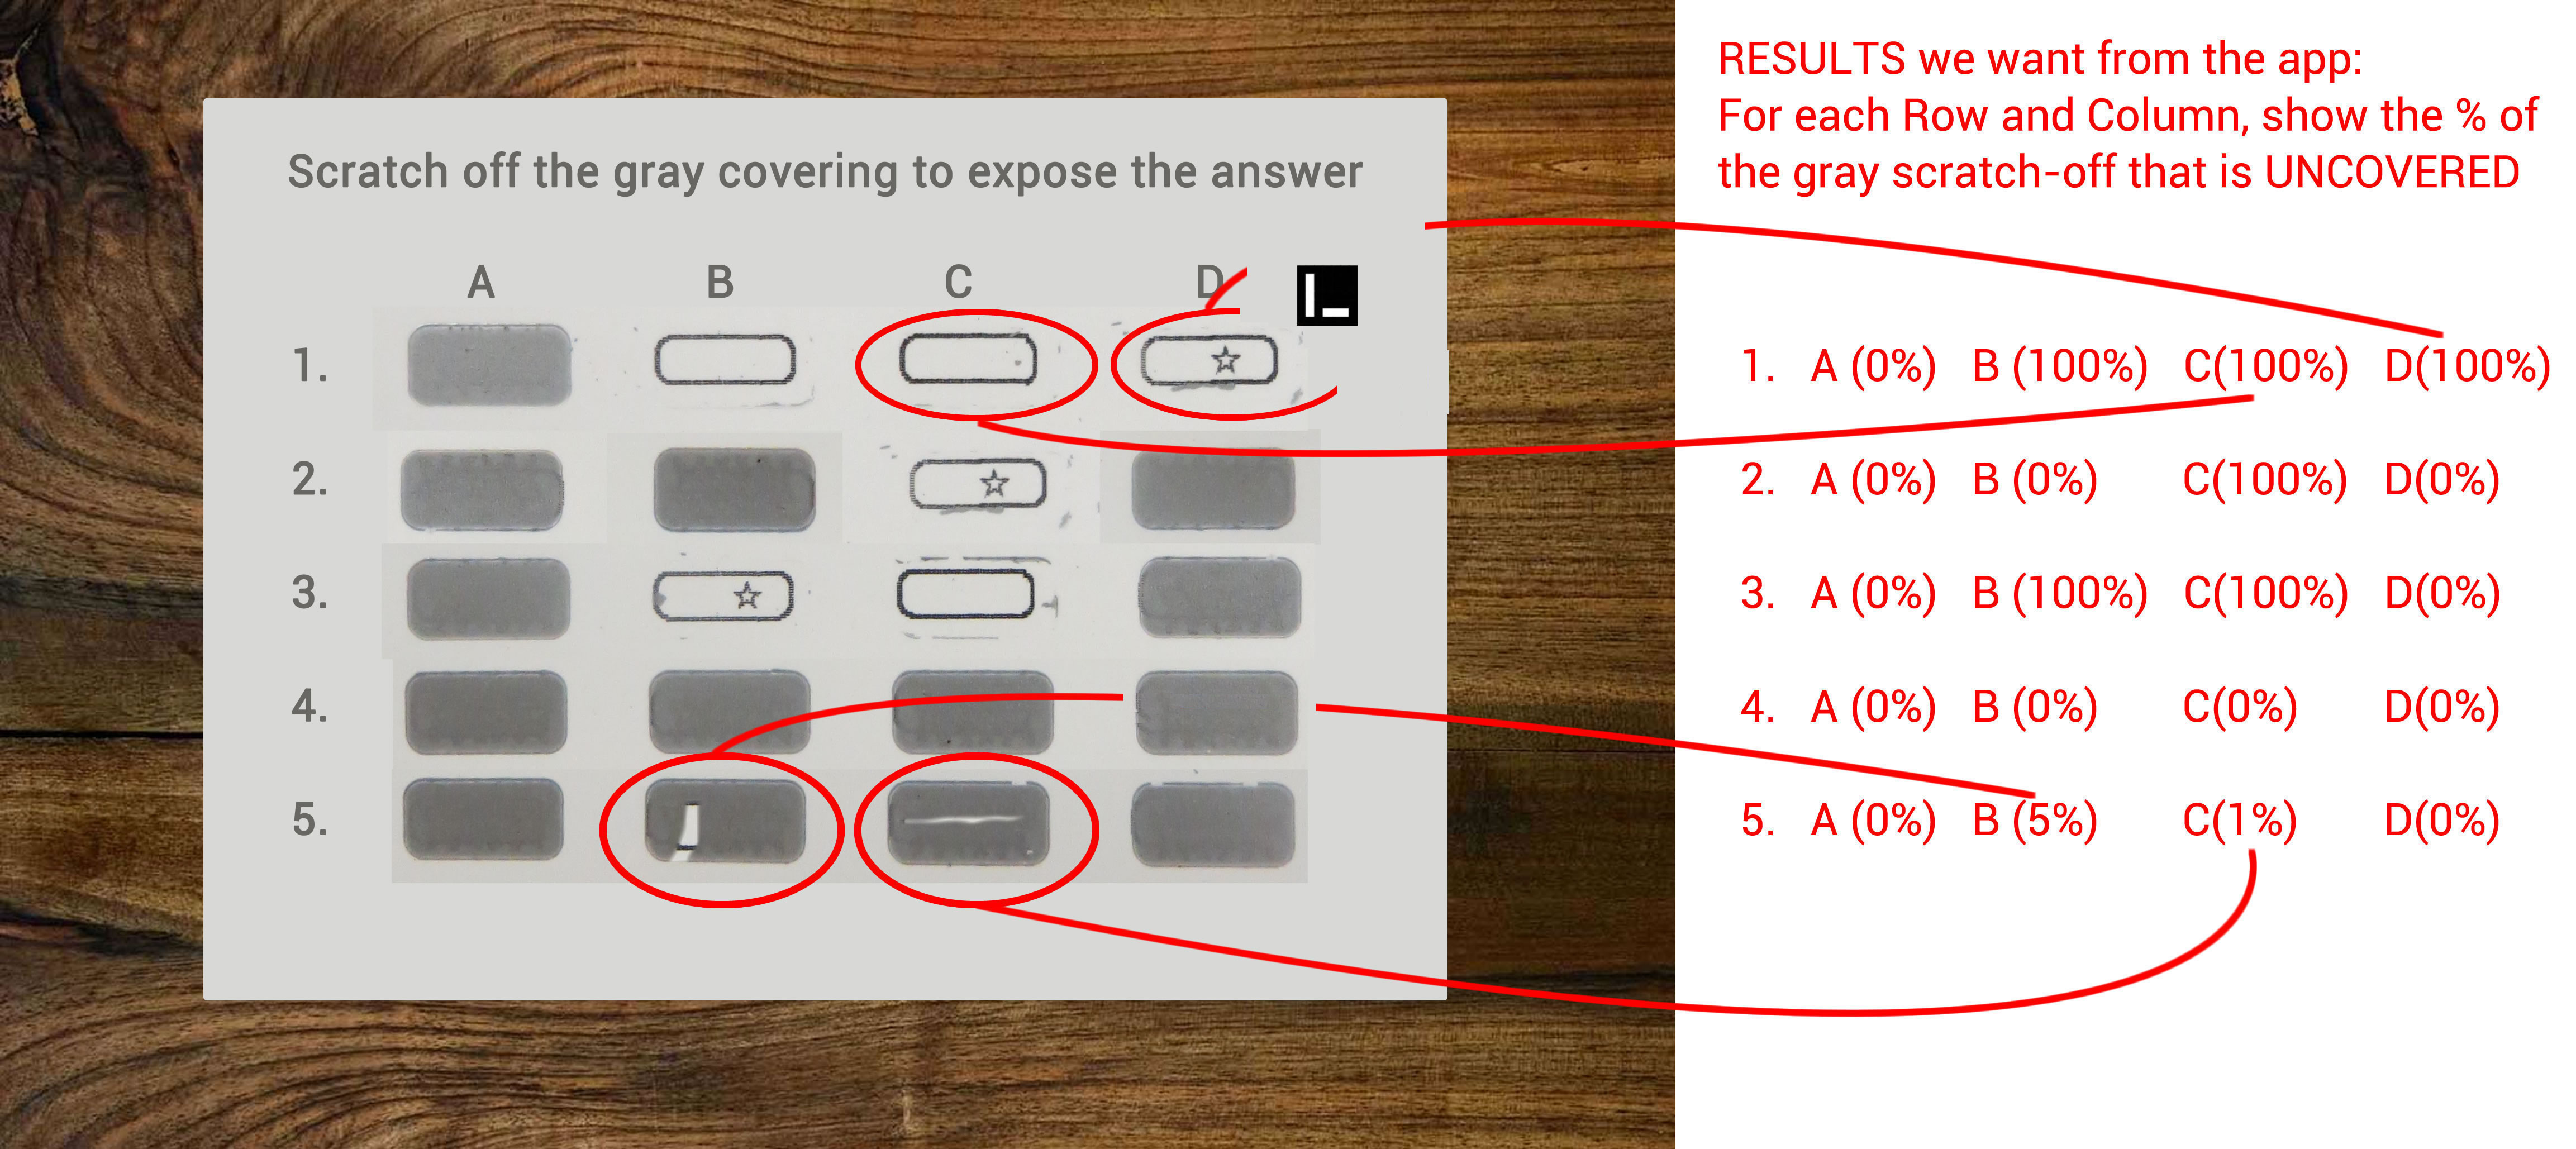 Scratch off the gray covering to expose the answer
A B C D
1.
2.
3.
4.
5.
RESULTS we want from the app:
For each Row and Column, show the % of
the gray scratch-off that is UNCOVERED
1. A (0%) B (100%) C(100%) D(100%)
2. A (0%) B (0%) C(100%) D(0%)
3. A (0%) B (100%) C(100%) D(0%)
4. A (0%) B (0%) C(0%) D(0%)
5. A (0%) B (5%) C(1%) D(0%)